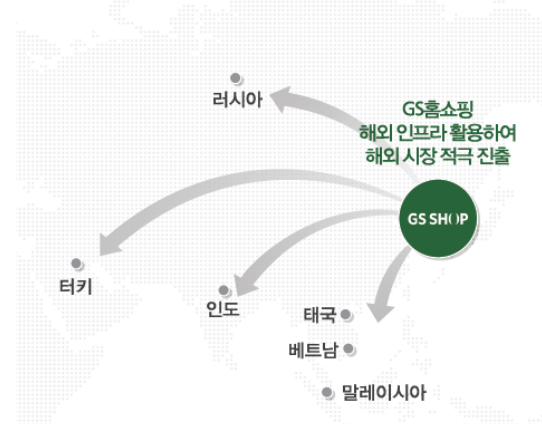 러시아
GS홈쇼핑
해외 인프라 활용하여
해외 시장 적극 진출
GS SHOP
터키
인도
태국
베트남
말레이시아